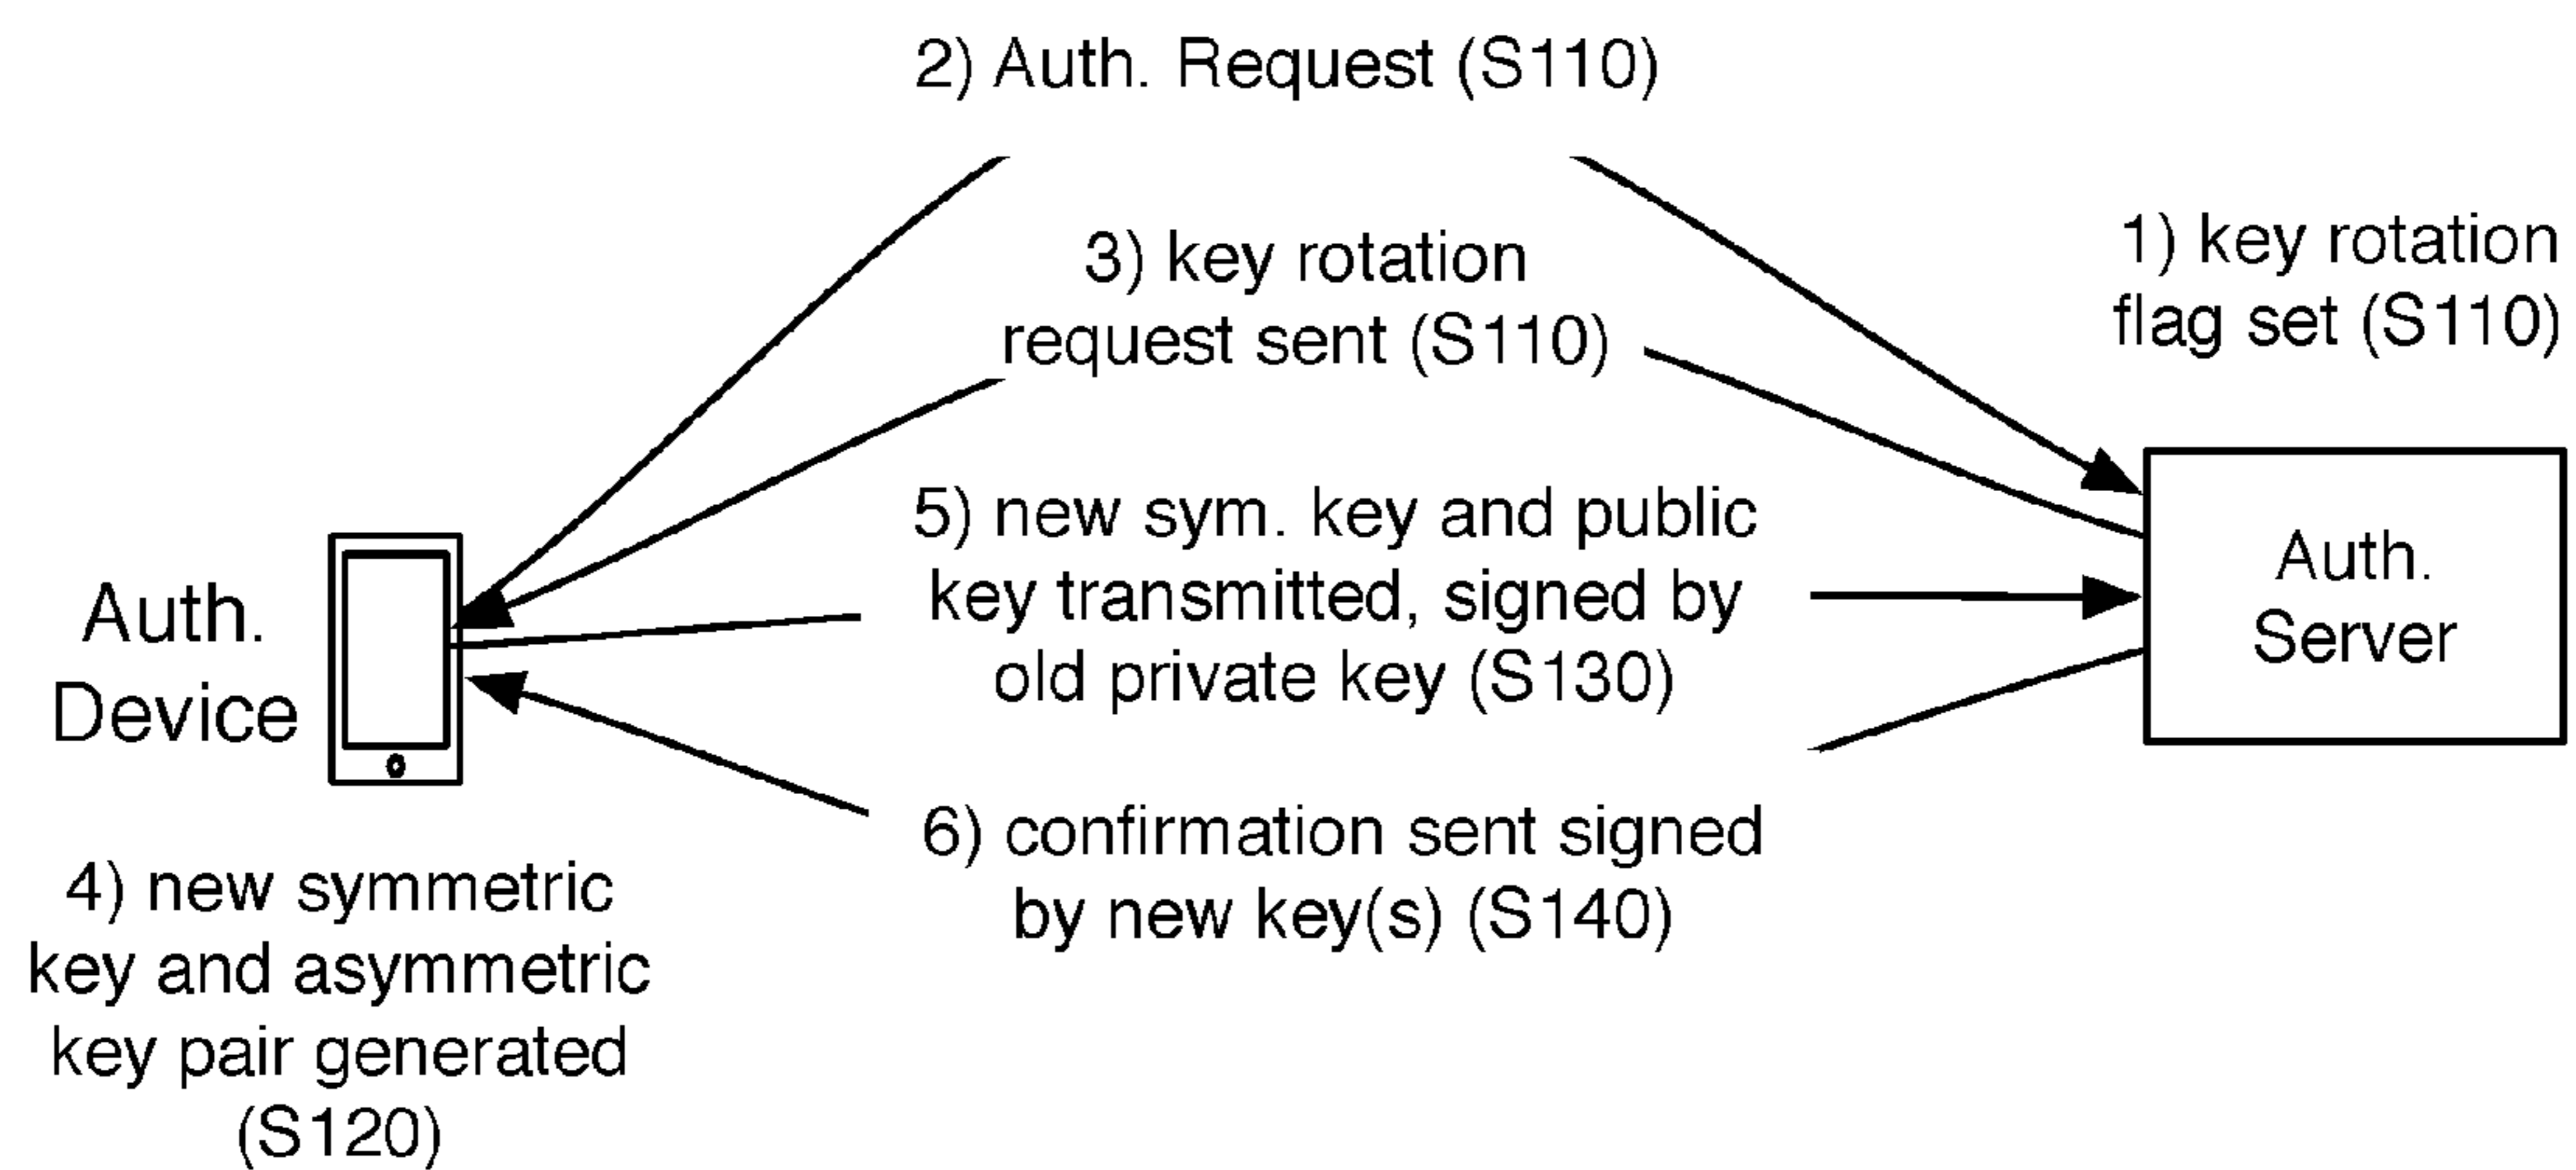 2) Auth. Request (S110)
1) key rotation
flag set (S110)
3) key rotation
request sent (S110)
5) new sym. key and public
key transmitted, signed by
old private key (S130)
Auth.
Server
Auth.
Device
6) confirmation sent signed
by new key(s) (S140)
4) new symmetric
key and asymmetric
key pair generated
(S120)